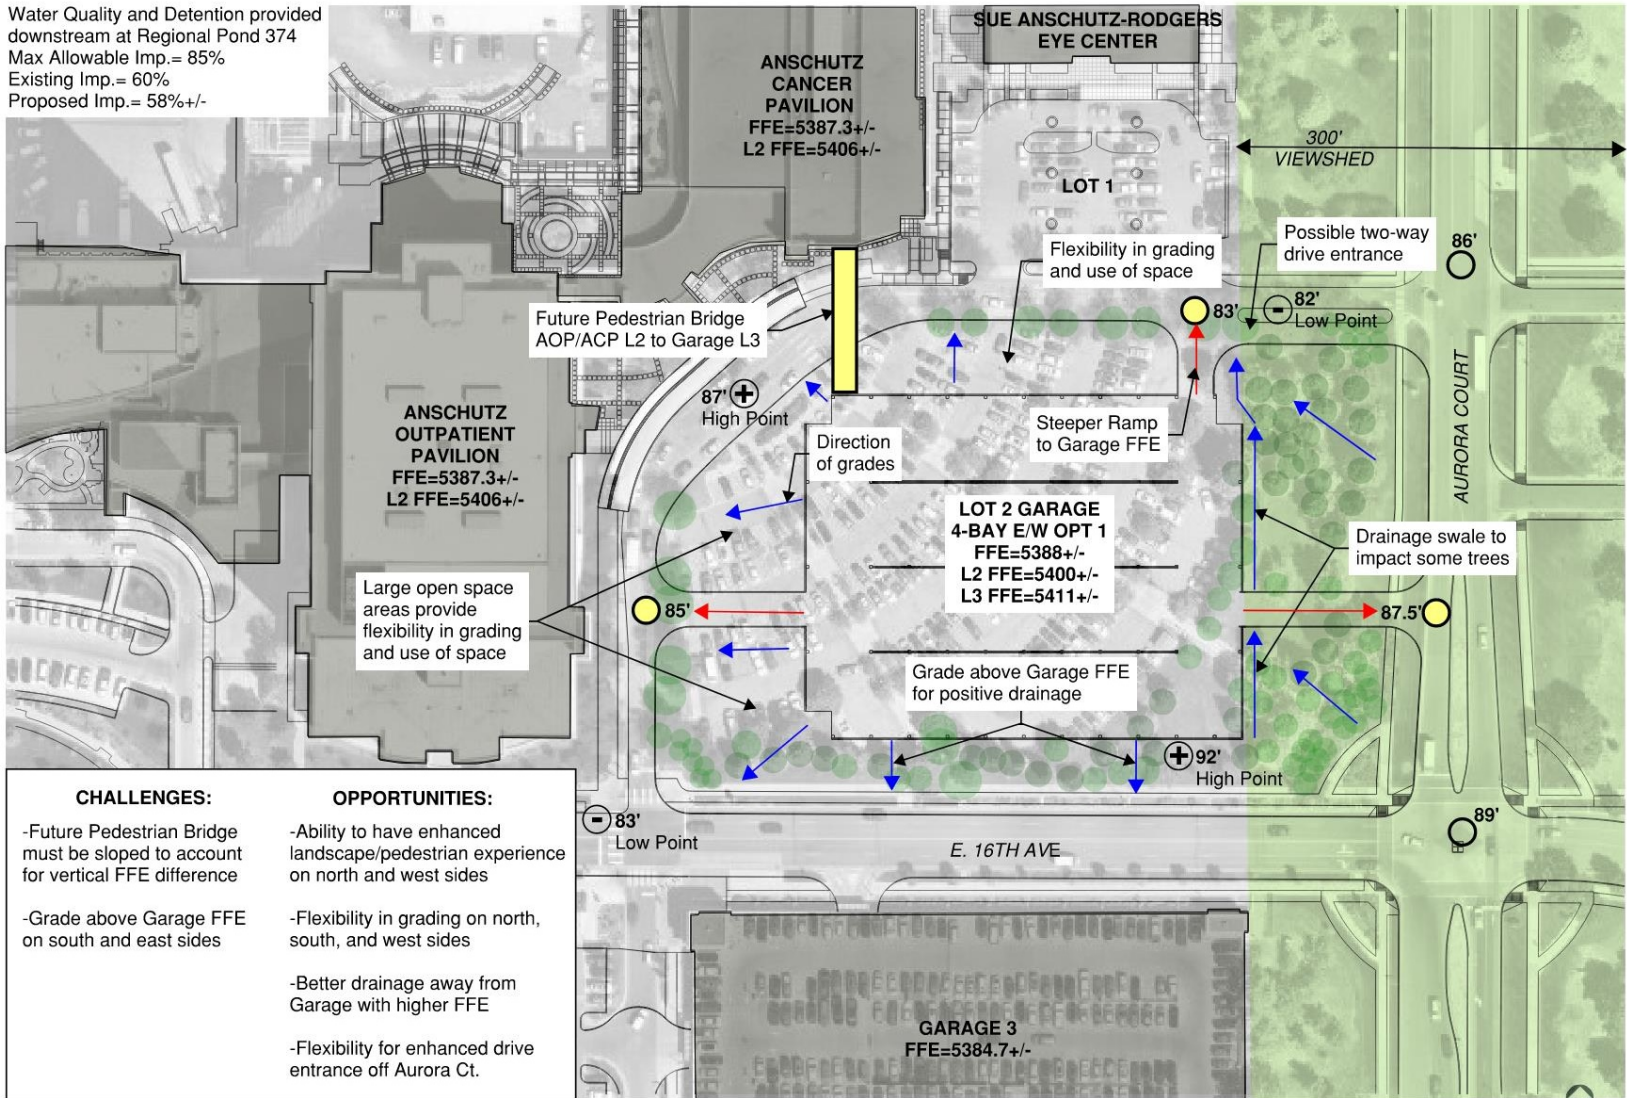 Water Quality and Detention provided
downstream at Regional Pond 374
Max Allowable Imp.= 85%
Existing Imp.= 60%
Proposed Imp.= 58%+/-
ANSCHUTZ
CANCER
PAVILION
FFE=5387.3+/-
L2 FFE=5406+/-
SUE ANSCHUTZ-RODGERS
EYE CENTER
LOT 1
300'
VIEWSHED
Flexibility in grading
and use of space
Possible two-way
drive entrance
86'
83'
82'
Low Point
Future Pedestrian Bridge
AOP/ACP L2 to Garage L3
87'
High Point
Direction
of grades
Steeper Ramp
to Garage FFE
AURORA COURT
ANSCHUTZ
OUTPATIENT
PAVILION
FFE=5387.3+/-
L2 FFE=5406+/-
LOT 2 GARAGE
4-BAY E/W OPT 1
FFE=5388+/-
L2 FFE=5400+/-
L3 FFE=5411+/-
Drainage swale to
impact some trees
Large open space
areas provide
flexibility in grading
and use of space
85'
87.5'
Grade above Garage FFE
for positive drainage
92'
High Point
83'
Low Point
E. 16TH AVE
89'
CHALLENGES:
-Future Pedestrian Bridge
must be sloped to account
for vertical FFE difference
-Grade above Garage FFE
on south and east sides
OPPORTUNITIES:
-Ability to have enhanced
landscape/pedestrian experience
on north and west sides
-Flexibility in grading on north,
south, and west sides
-Better drainage away from
Garage with higher FFE
-Flexibility for enhanced drive
entrance off Aurora Ct.
GARAGE 3
FFE=5384.7+/-